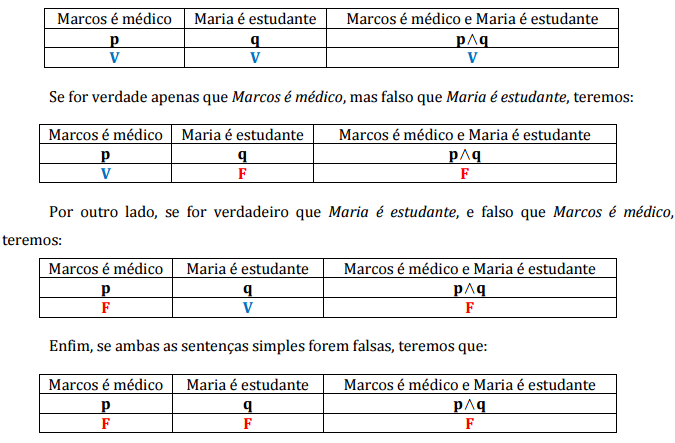 Marcos é médico Maria é estudante Marcos é médico e Maria é estudante
p q p∧q
V V V
Se for verdade apenas que Marcos é médico, mas falso que Maria é estudante, teremos:
Marcos é médico Maria é estudante Marcos é médico e Maria é estudante
p q p∧q
V F F
Por outro lado, se for verdadeiro que Maria é estudante, e falso que Marcos é médico,
teremos:
Marcos é médico Maria é estudante Marcos é médico e Maria é estudante
p q p∧q
F V F
Enfim, se ambas as sentenças simples forem falsas, teremos que:
Marcos é médico Maria é estudante Marcos é médico e Maria é estudante
p q p∧q
F F F